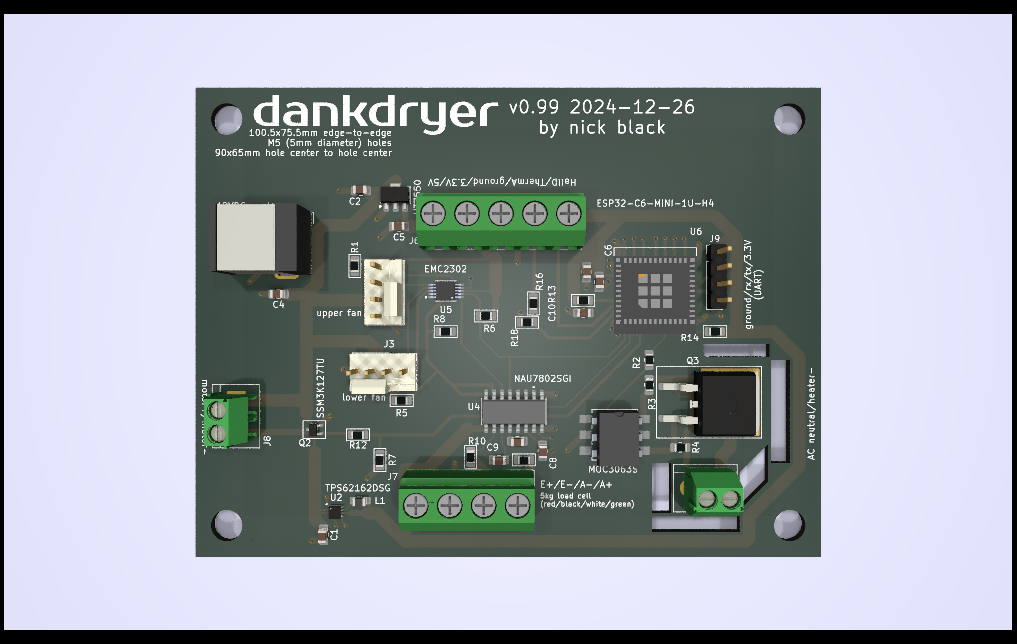 dankdryer
v0.99 2024-12-26
by nick black
100.5x75.5mm edge-to-edge
M5 (5mm diameter) holes
90x65mm hole center to hole center
C2
HallD/ThermA/ground/3.3V/5V
ESP32-C6-MINI-1U-H4
C5
J6
U6
J9
C6
R1
EMC2302
ground/rx/tx/3.3V
(UART)
C4
upper fan
U5
R8
R6
R16
R13
C10
R18
R14
J3
lower fan
R5
SSM3K127TU
NAU7802SGI
U4
R2
R3
Q3
AC neutral/heater-
J8
Q2
R12
R7
R10
C9
C8
MOC3063S
R4
J7
E+/E-/A-/A+
5kg load cell
(red/black/white/green)
TPS62162DSG
U2
L1
C1